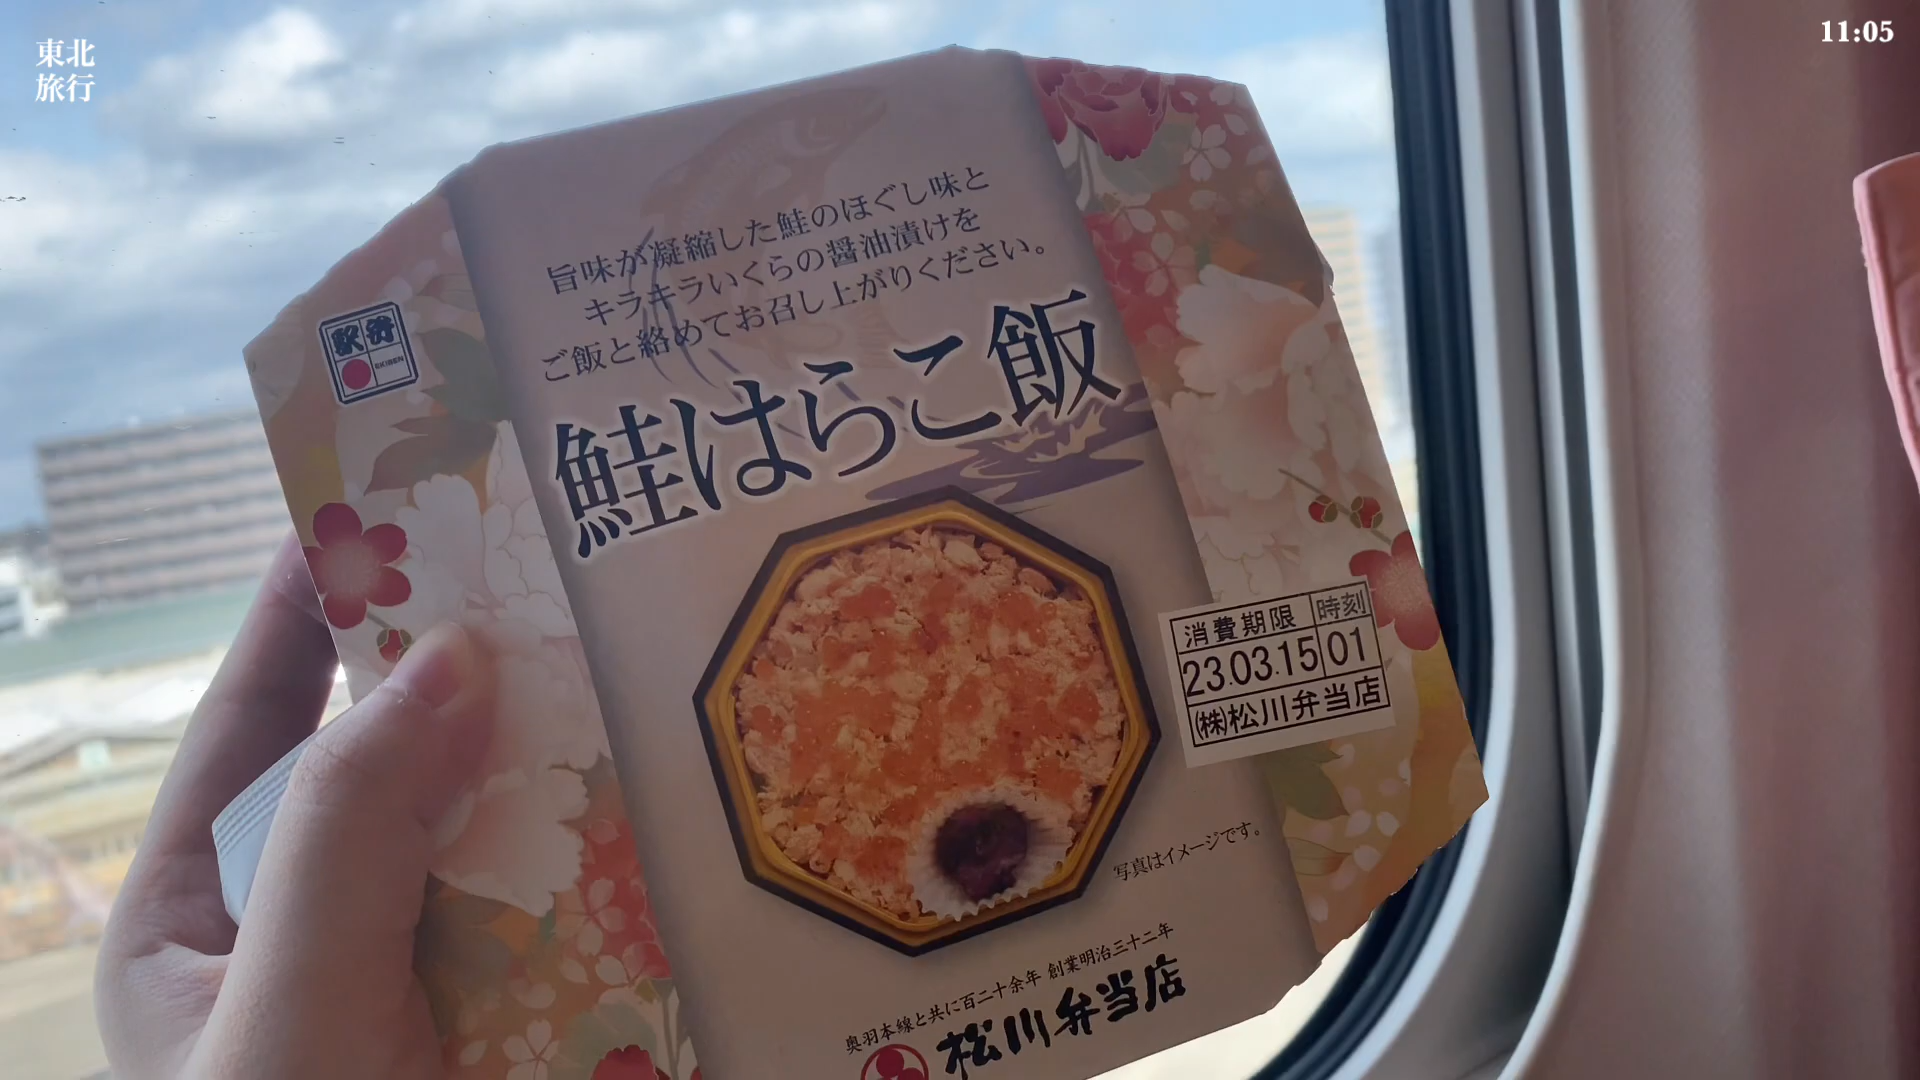 東北
旅行
11:05
旨味が凝縮した鮭のほぐし味と
キラキラいくらの醤油漬けを
ご飯と絡めてお召し上がりください。
駅弁
EKIBEN
鮭はらこ飯
消費期限 時刻
23.03.15 01
㈱松川弁当店
写真はイメージです。
奥羽本線と共に百二十余年 創業明治三十二年
松川弁当店